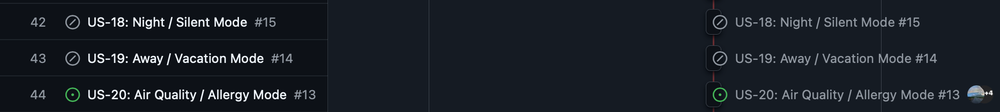 42 US-18: Night / Silent Mode #15 US-18: Night / Silent Mode #15
43 US-19: Away / Vacation Mode #14 US-19: Away / Vacation Mode #14
44 US-20: Air Quality / Allergy Mode #13 US-20: Air Quality / Allergy Mode #13 +4